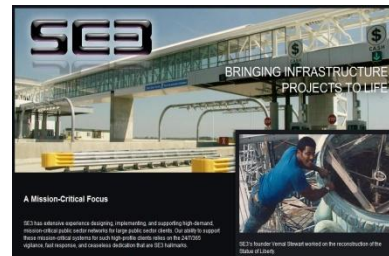 SE3
$
$
CASH
BRINGING INFRASTRUCTURE
PROJECTS TO LIFE
A Mission-Critical Focus
SE3 has extensive experience designing, implementing, and supporting high-demand,
mission-critical public sector networks for large public sector clients. Our ability to support
these mission-critical systems for such high-profile clients relies on the 24/7/365
vigilance, fast response, and ceaseless dedication that are SE3 hallmarks.
SE3's founder Vernal Stewart worked on the reconstruction of the
Statue of Liberty